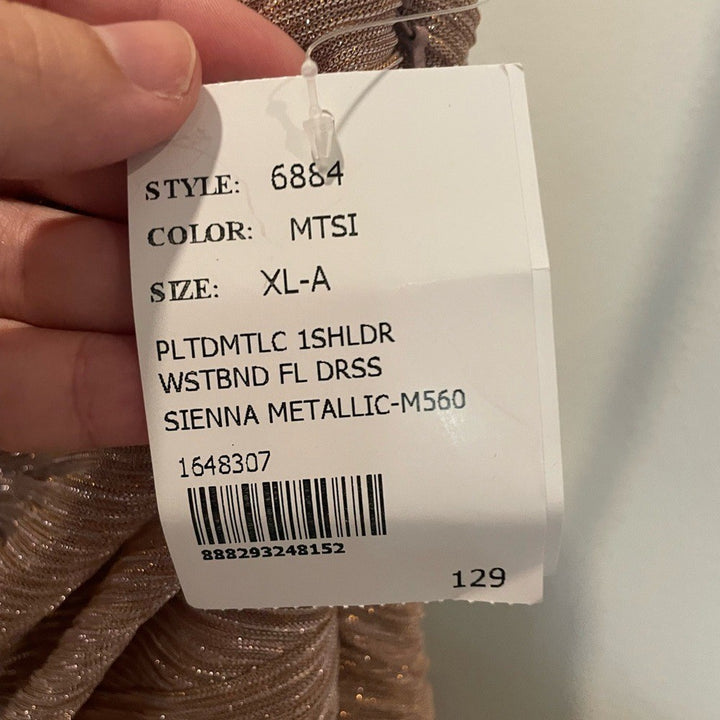 STYLE: 6884
COLOR: MTSI
SIZE: XL-A
PLTDMTLC 1SHLDR
WSTBND FL DRSS
SIENNA METALLIC-M560
1648307
888293248152
129